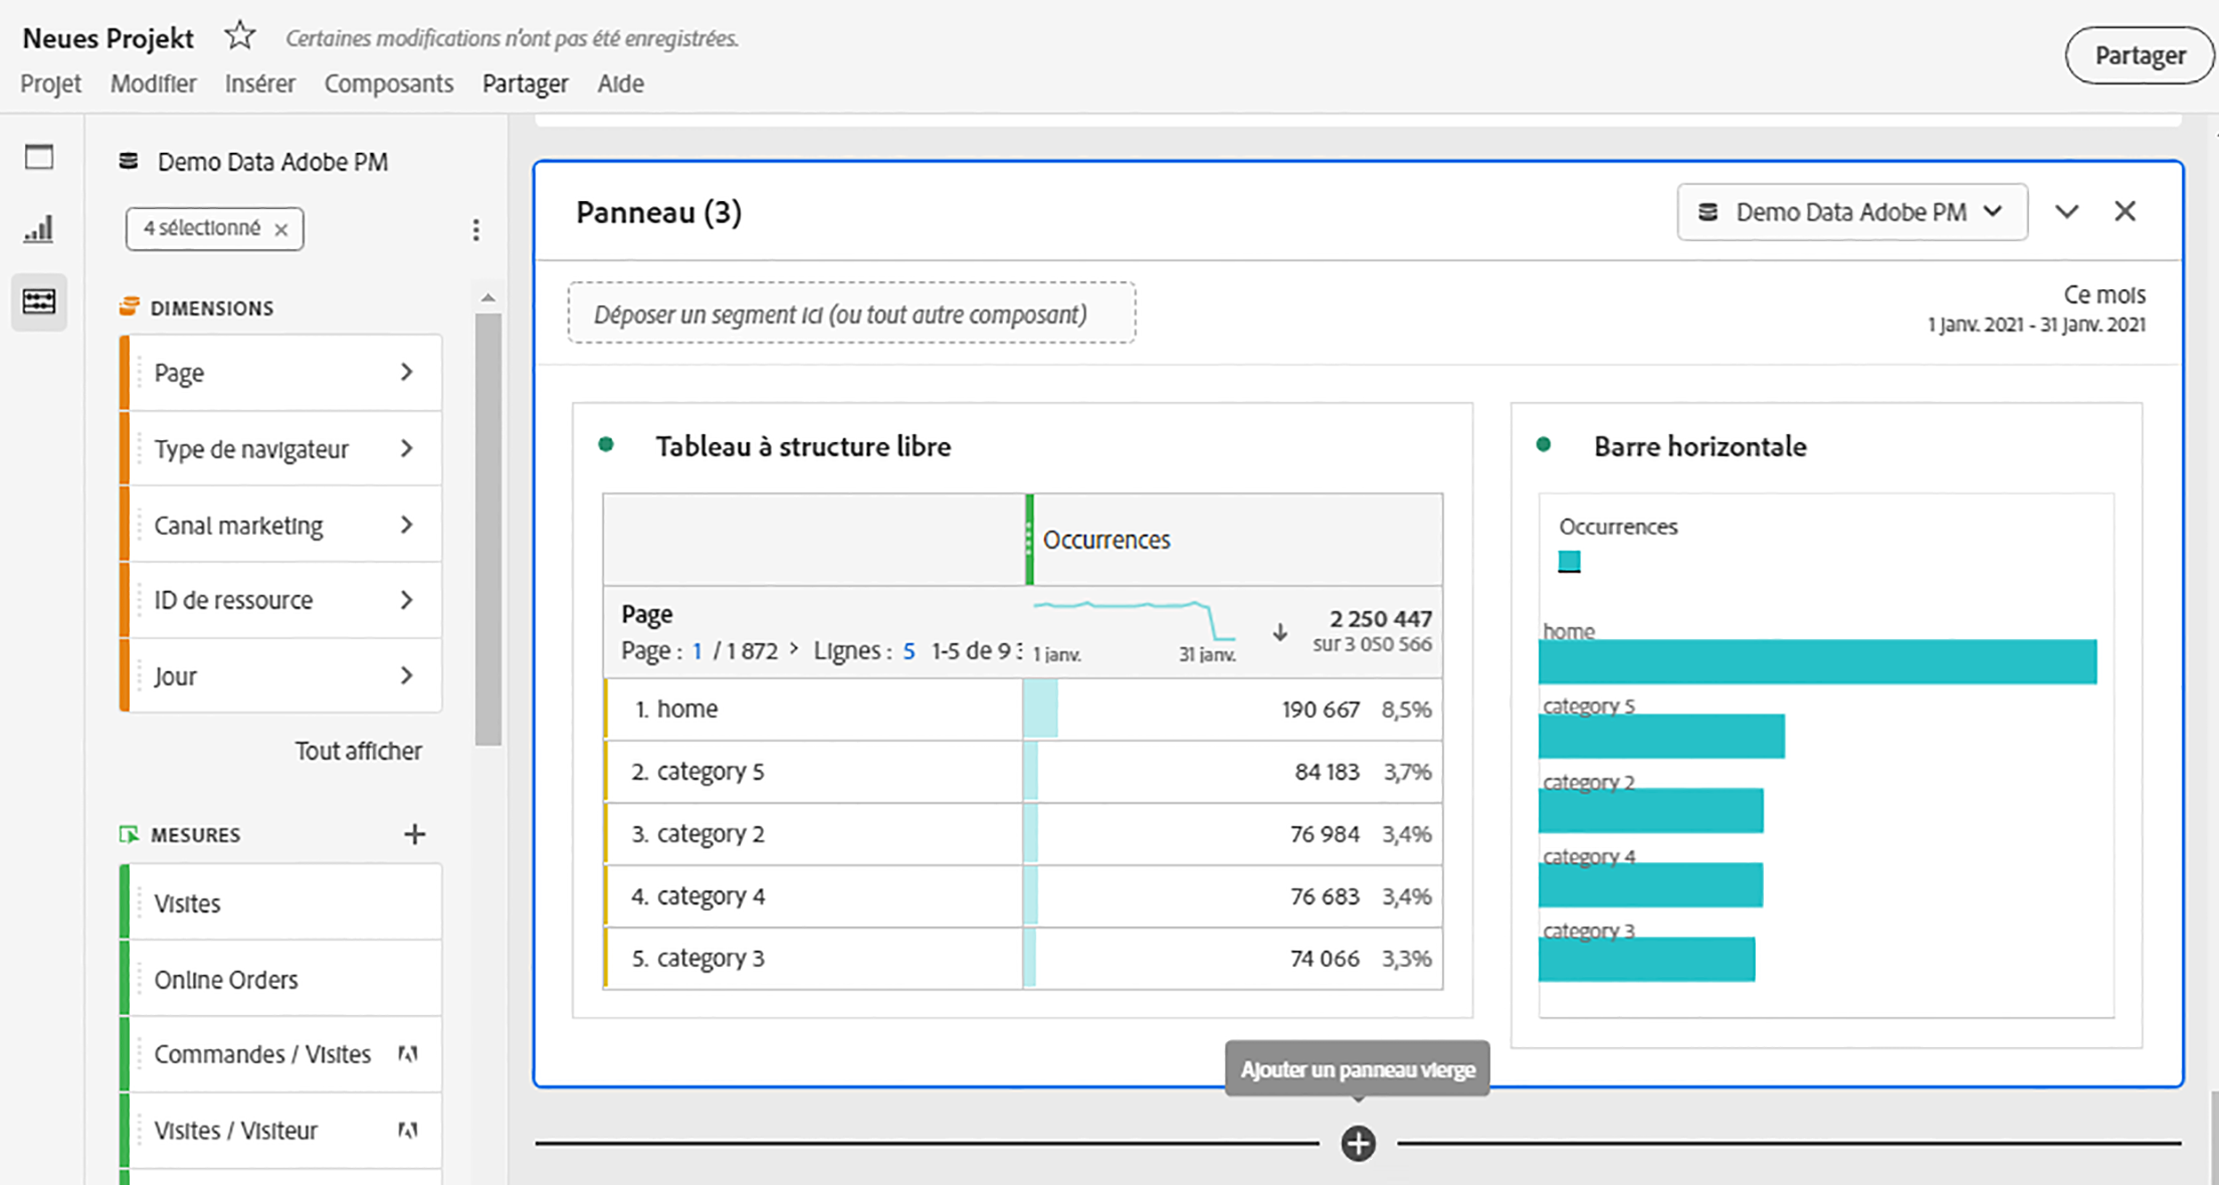 Neues Projekt
Certaines modifications n'ont pas été enregistrées.
Partager
Projet Modifier Insérer Composants Partager Aide
Demo Data Adobe PM
4 sélectionné
DIMENSIONS
Page
Type de navigateur
Canal marketing
ID de ressource
Jour
Tout afficher
MESURES
Visites
Online Orders
Commandes / Visites
Visites / Visiteur
Panneau (3)
Demo Data Adobe PM
Déposer un segment ici (ou tout autre composant)
Ce mois
1 janv. 2021 - 31 janv. 2021
Tableau à structure libre
Occurrences
Page
Page : 1 / 1 872 > Lignes : 5 1-5 de 9
1 janv. 31 janv.
2 250 447
sur 3 050 566
1. home 190 667 8,5%
2. category 5 84 183 3,7%
3. category 2 76 984 3,4%
4. category 4 76 683 3,4%
5. category 3 74 066 3,3%
Barre horizontale
Occurrences
home
category 5
category 2
category 4
category 3
Ajouter un panneau vierge